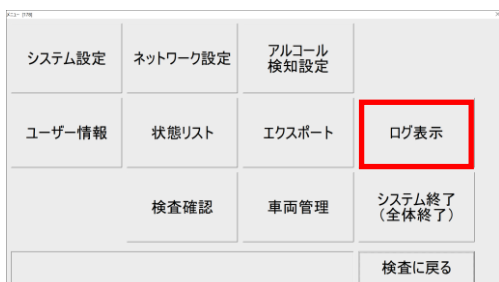 システム設定
ネットワーク設定
アルコール
検知設定
ユーザー情報
状態リスト
エクスポート
ログ表示
検査確認
車両管理
システム終了
（全体終了）
検査に戻る